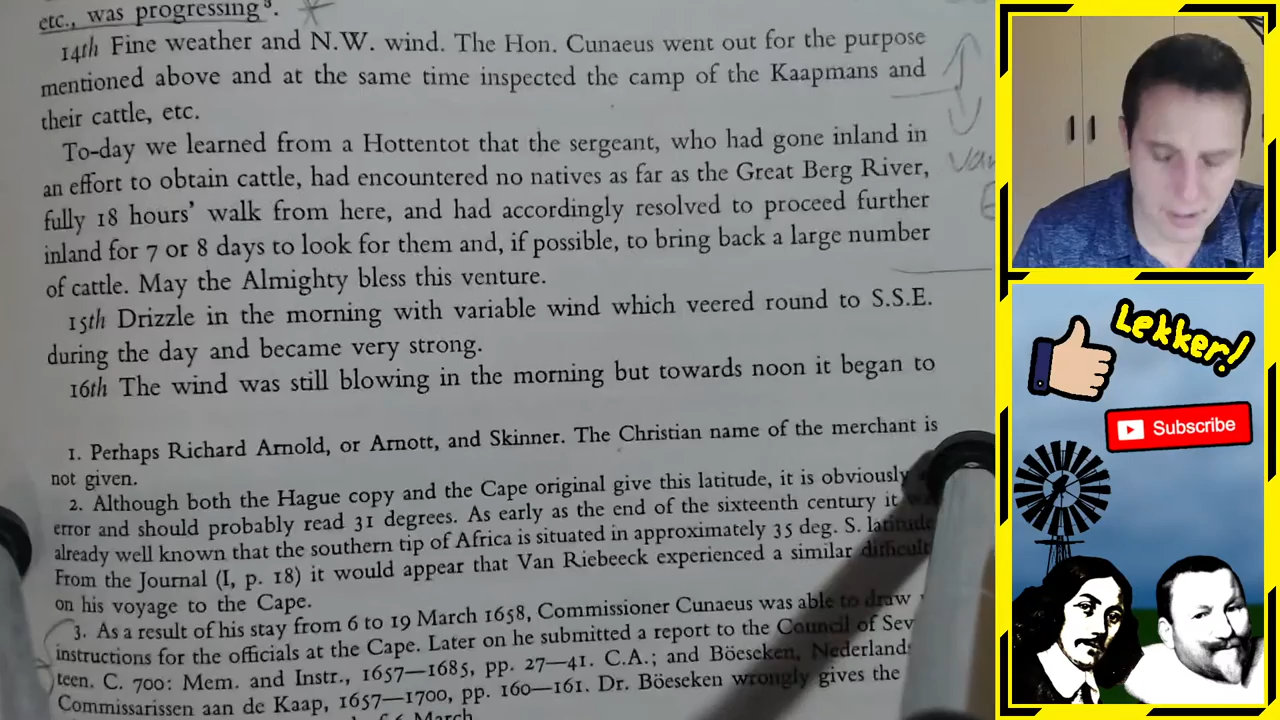 etc., was progressing³.
14th Fine weather and N.W. wind. The Hon. Cunaeus went out for the purpose
mentioned above and at the same time inspected the camp of the Kaapmans and
their cattle, etc.
To-day we learned from a Hottentot that the sergeant, who had gone inland in
an effort to obtain cattle, had encountered no natives as far as the Great Berg River,
fully 18 hours' walk from here, and had accordingly resolved to proceed further
inland for 7 or 8 days to look for them and, if possible, to bring back a large number
of cattle. May the Almighty bless this venture.
15th Drizzle in the morning with variable wind which veered round to S.S.E.
during the day and became very strong.
16th The wind was still blowing in the morning but towards noon it began to
1. Perhaps Richard Arnold, or Arnott, and Skinner. The Christian name of the merchant is
not given.
2. Although both the Hague copy and the Cape original give this latitude, it is obviously
error and should probably read 31 degrees. As early as the end of the sixteenth century it
already well known that the southern tip of Africa is situated in approximately 35 deg. S. latitude
From the Journal (I, p. 18) it would appear that Van Riebeeck experienced a similar difficult
on his voyage to the Cape.
3. As a result of his stay from 6 to 19 March 1658, Commissioner Cunaeus was able to draw
instructions for the officials at the Cape. Later on he submitted a report to the Council of Sev
teen. C. 700: Mem. and Instr., 1657—1685, pp. 27—41. C.A.; and Böeseken, Nederlands
Commissarissen aan de Kaap, 1657—1700, pp. 160—161. Dr. Böeseken wrongly gives the
of 6 March
Lekker!
Subscribe